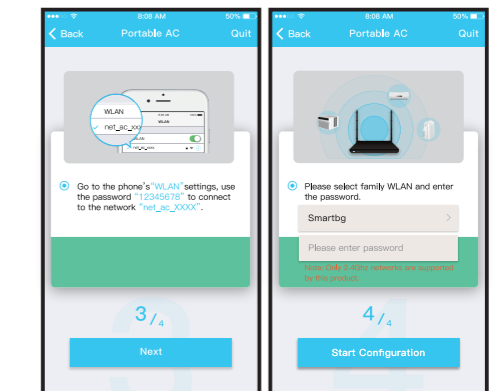 8:08 AM
50%
Back
Portable AC
Quit
WLAN
net_ac_xxx
WLAN
WLAN
Go to the phone's"WLAN"settings, use
the password "12345678" to connect
to the network "net_ac_XXXX".
3/4
Next
8:08 AM
50%
Back
Portable AC
Quit
Please select family WLAN and enter
the password.
Smartbg
Please enter password
Note: Only 2.4Ghz networks are supported
by this product.
4/4
Start Configuration